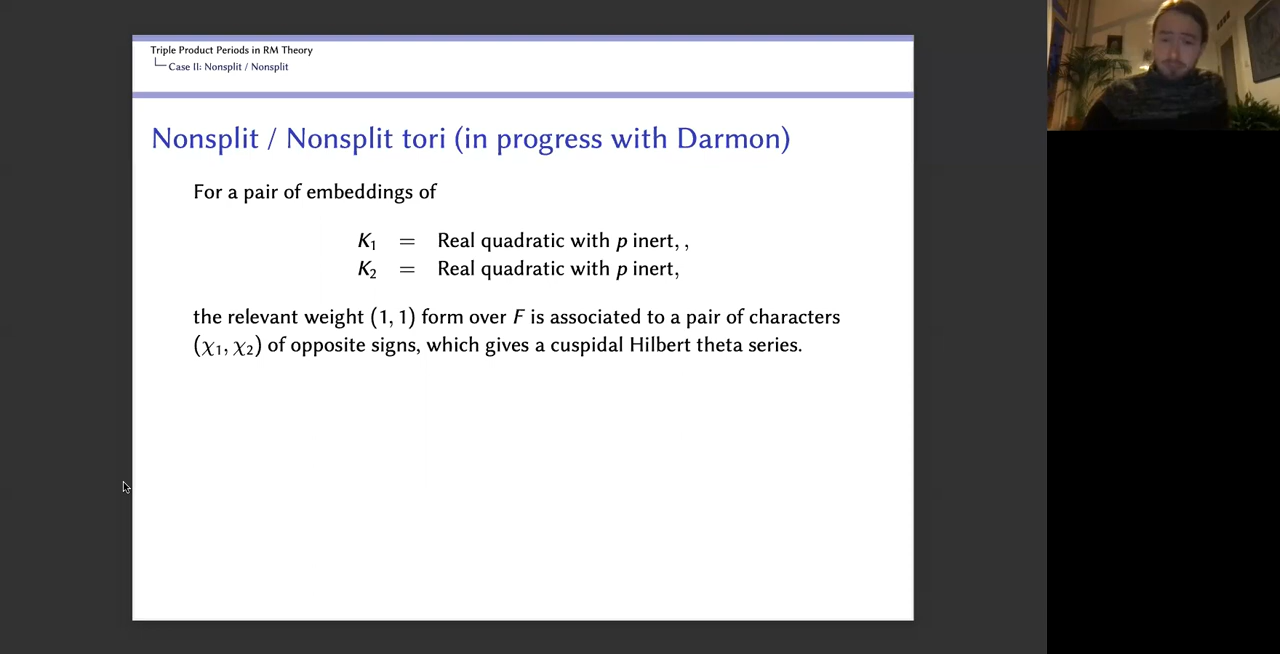 Triple Product Periods in RM Theory
Case II: Nonsplit / Nonsplit
Nonsplit / Nonsplit tori (in progress with Darmon)
For a pair of embeddings of
K₁ = Real quadratic with p inert, ,
K₂ = Real quadratic with p inert,
the relevant weight (1, 1) form over F is associated to a pair of characters
(χ₁, χ₂) of opposite signs, which gives a cuspidal Hilbert theta series.